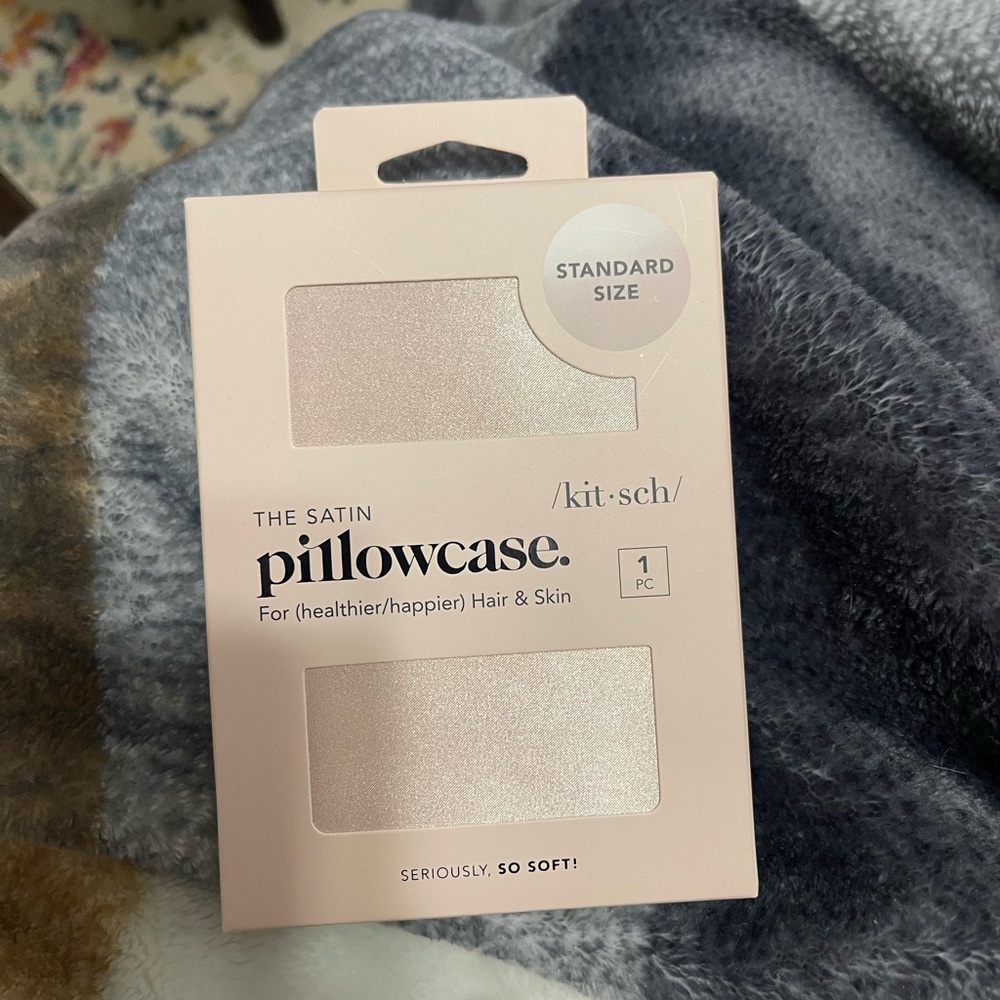 STANDARD
SIZE
/kit·sch/
THE SATIN
pillowcase.
1
PC
For (healthier/happier) Hair & Skin
SERIOUSLY, SO SOFT!